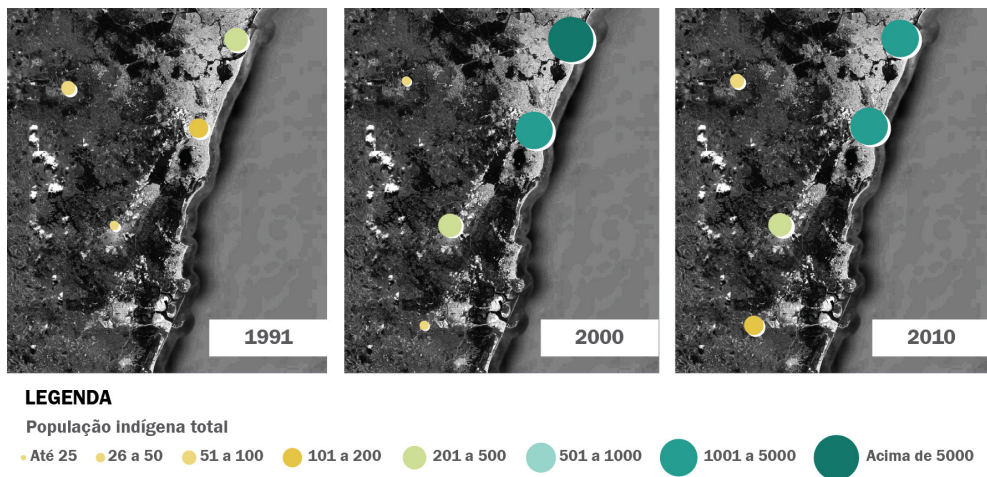 1991
2000
2010
LEGENDA
População indígena total
Até 25
26 a 50
51 a 100
101 a 200
201 a 500
501 a 1000
1001 a 5000
Acima de 5000